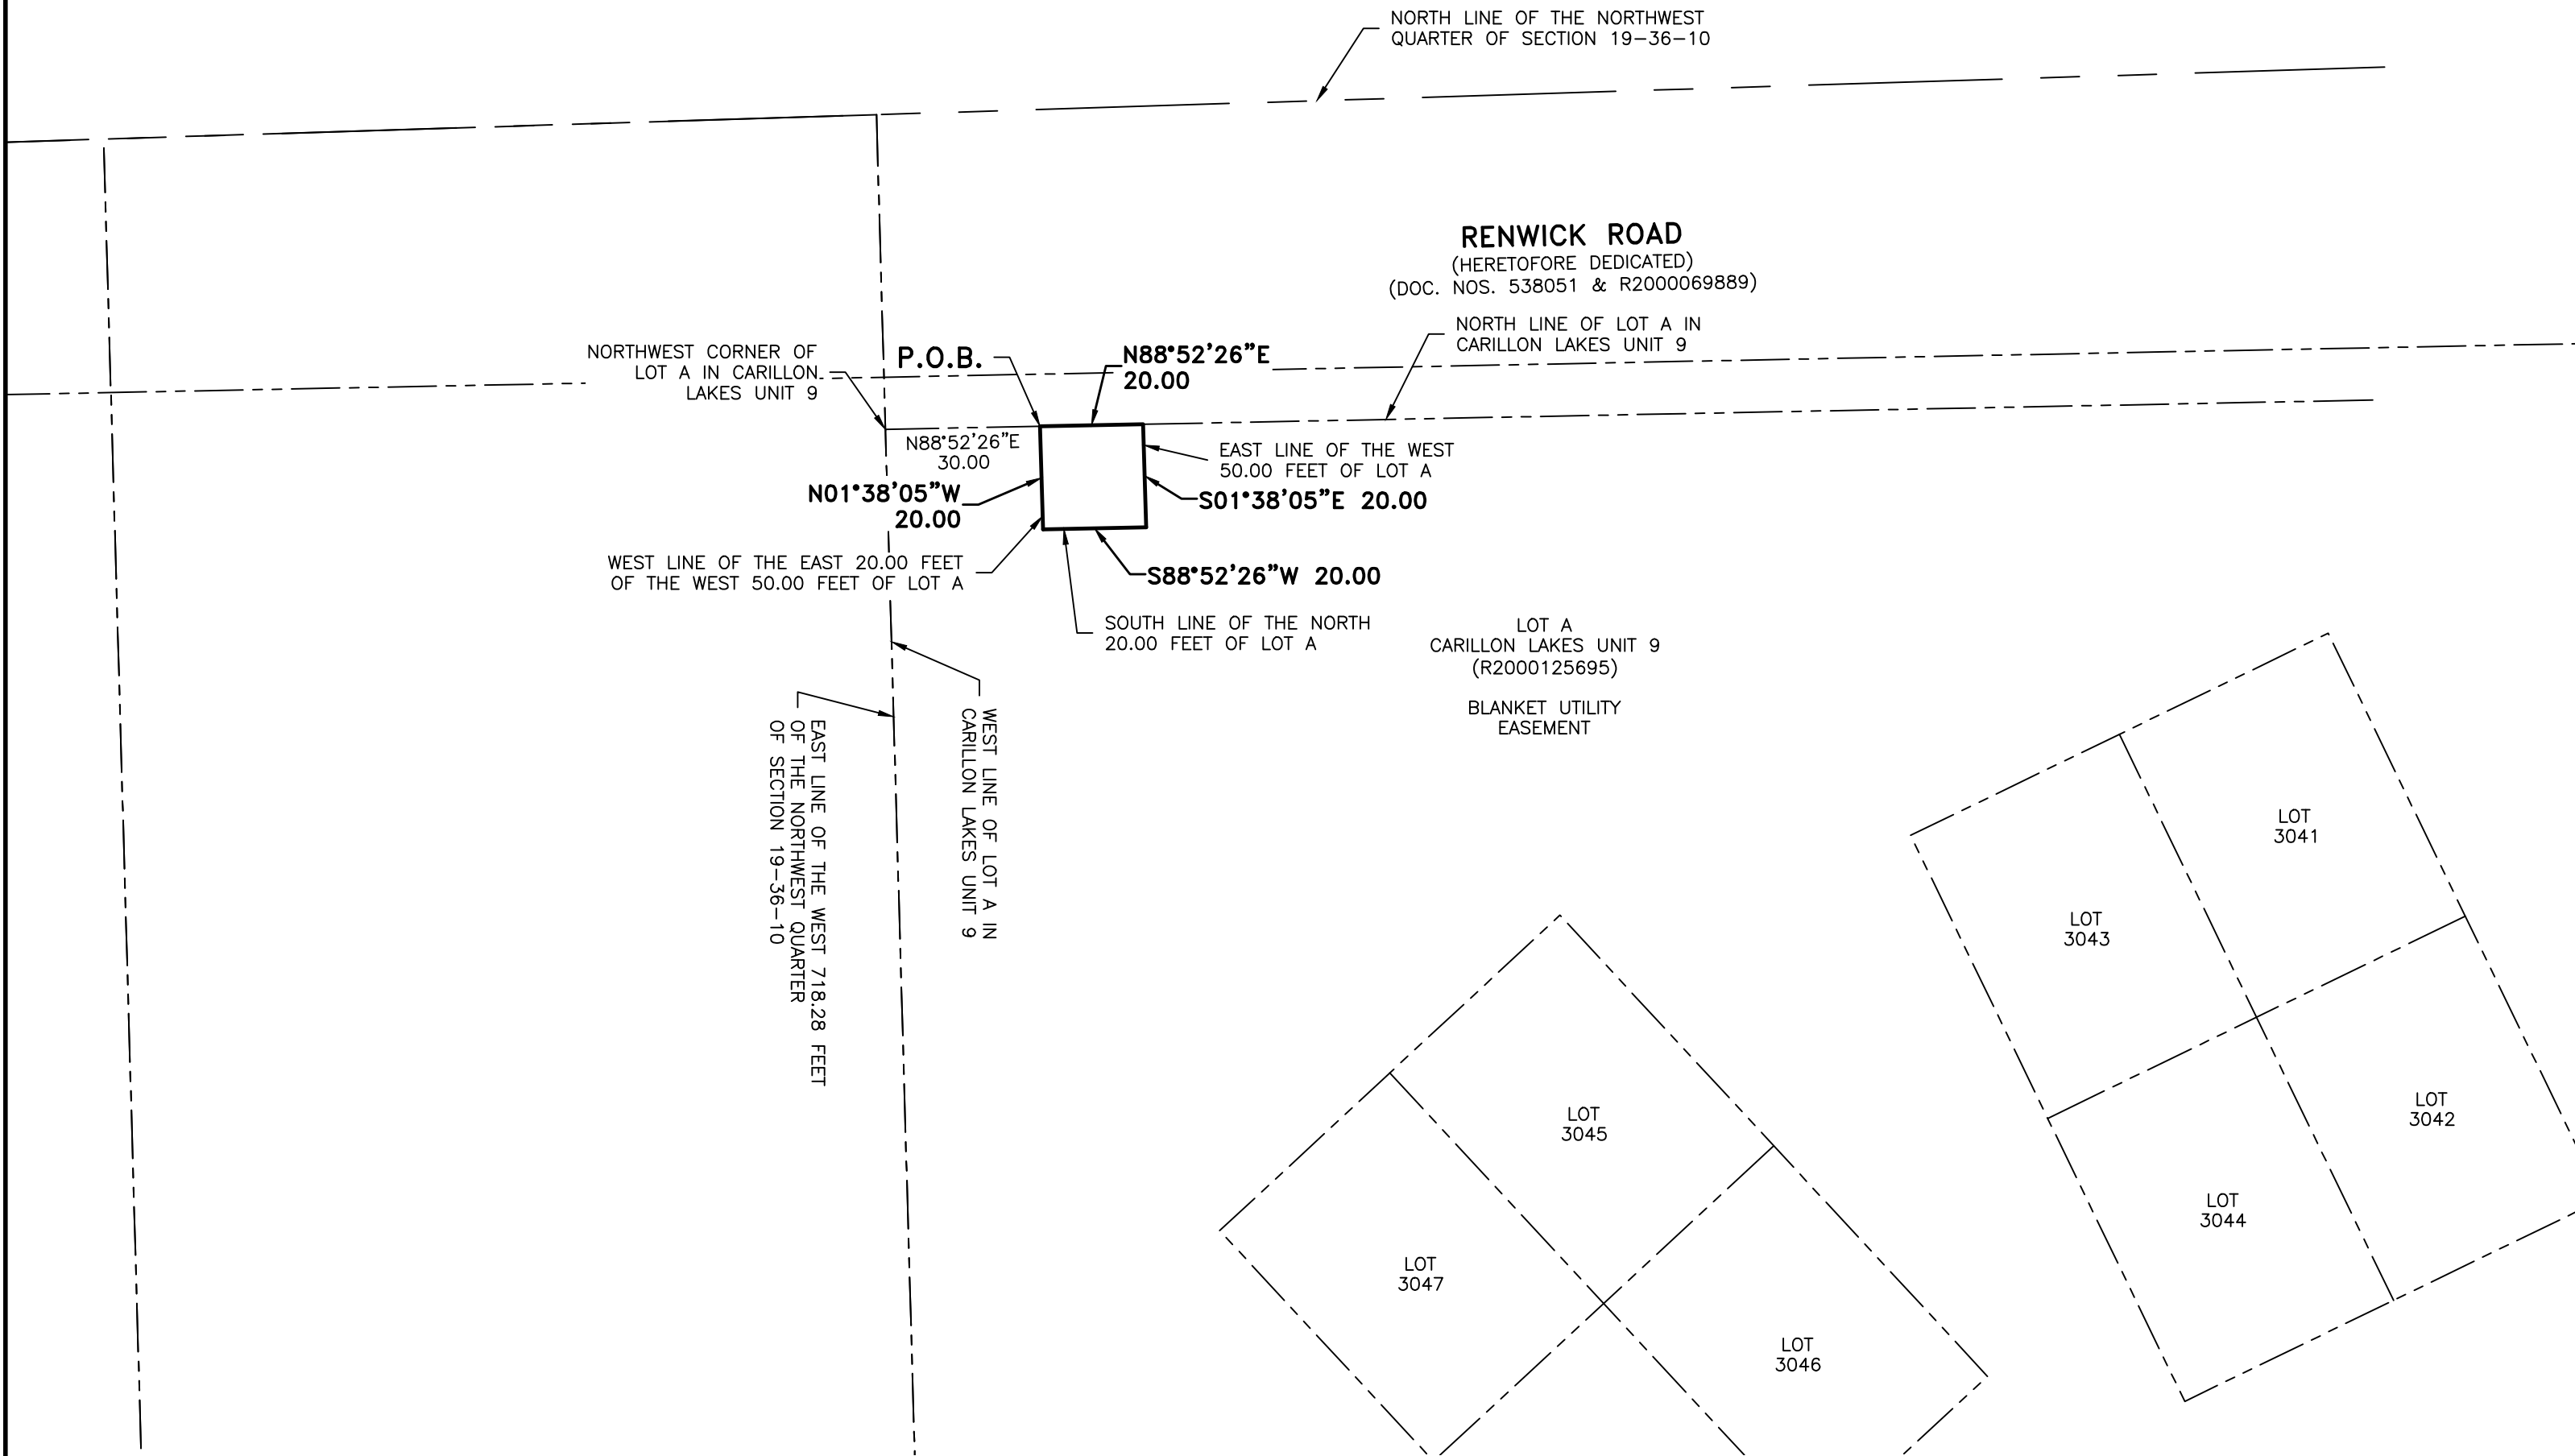 NORTH LINE OF THE NORTHWEST
QUARTER OF SECTION 19-36-10
RENWICK ROAD
(HERETOFORE DEDICATED)
(DOC. NOS. 538051 & R2000069889)
NORTH LINE OF LOT A IN
CARILLON LAKES UNIT 9
NORTHWEST CORNER OF
LOT A IN CARILLON
LAKES UNIT 9
P.O.B.
N88°52'26"E
20.00
N88°52'26"E
30.00
EAST LINE OF THE WEST
50.00 FEET OF LOT A
N01°38'05"W
20.00
S01°38'05"E 20.00
WEST LINE OF THE EAST 20.00 FEET
OF THE WEST 50.00 FEET OF LOT A
S88°52'26"W 20.00
SOUTH LINE OF THE NORTH
20.00 FEET OF LOT A
LOT A
CARILLON LAKES UNIT 9
(R2000125695)
BLANKET UTILITY
EASEMENT
WEST LINE OF LOT A IN
CARILLON LAKES UNIT 9
EAST LINE OF THE WEST 718.28 FEET
OF THE NORTHWEST QUARTER
OF SECTION 19-36-10
LOT
3041
LOT
3043
LOT
3042
LOT
3044
LOT
3045
LOT
3047
LOT
3046